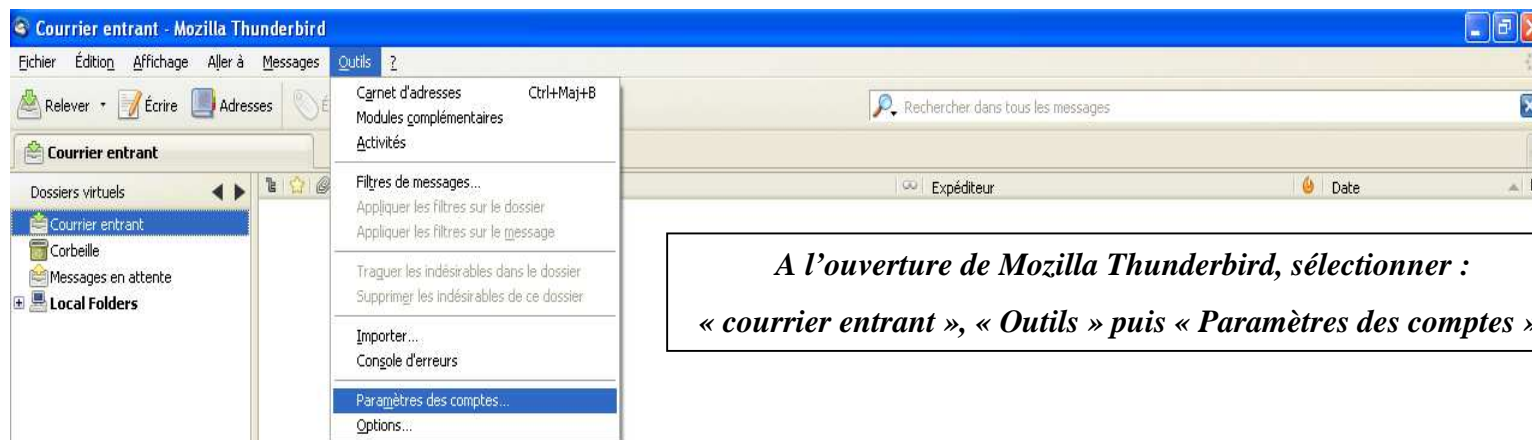 Courrier entrant - Mozilla Thunderbird
Fichier Édition Affichage Aller à Messages Outils ?
Relever Écrire Adresses
Rechercher dans tous les messages
Courrier entrant
Dossiers virtuels
Courrier entrant
Corbeille
Messages en attente
Local Folders
Carnet d'adresses Ctrl+Maj+B
Modules complémentaires
Activités
Filtres de messages...
Appliquer les filtres sur le dossier
Appliquer les filtres sur le message
Traquer les indésirables dans le dossier
Supprimer les indésirables de ce dossier
Importer...
Console d'erreurs
Paramètres des comptes...
Options...
Expéditeur Date
A l’ouverture de Mozilla Thunderbird, sélectionner :
« courrier entrant », « Outils » puis « Paramètres des comptes »